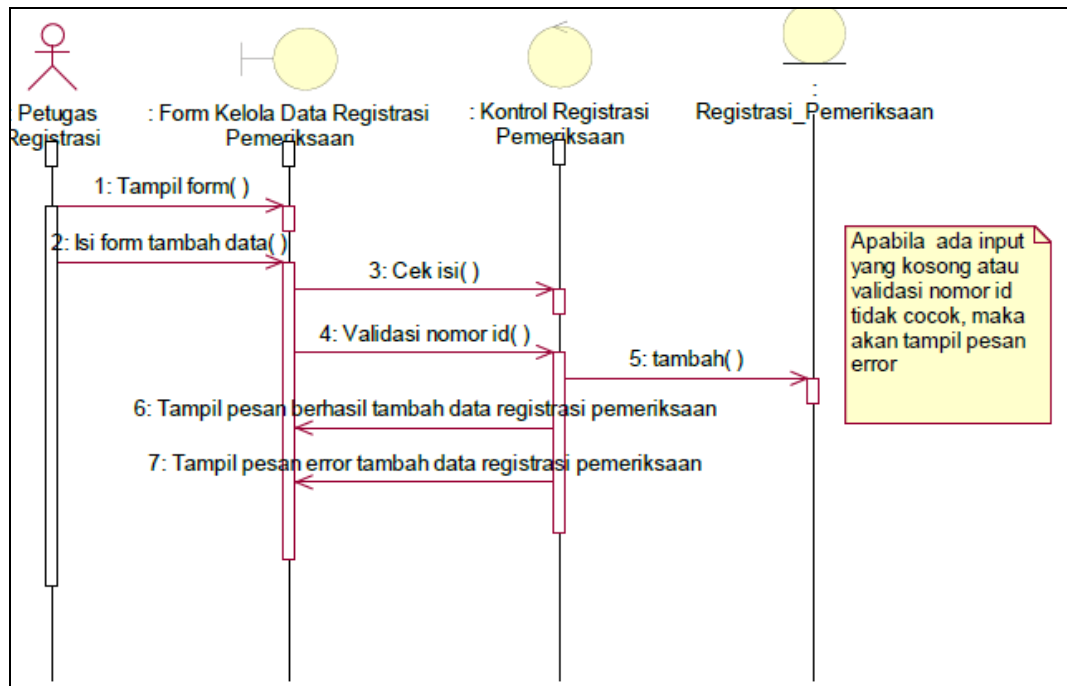 : Petugas
Registrasi
: Form Kelola Data Registrasi
Pemeriksaan
: Kontrol Registrasi
Pemeriksaan
:
Registrasi_Pemeriksaan
1: Tampil form( )
2: Isi form tambah data( )
3: Cek isi( )
4: Validasi nomor id( )
5: tambah( )
6: Tampil pesan berhasil tambah data registrasi pemeriksaan
7: Tampil pesan error tambah data registrasi pemeriksaan
Apabila ada input
yang kosong atau
validasi nomor id
tidak cocok, maka
akan tampil pesan
error